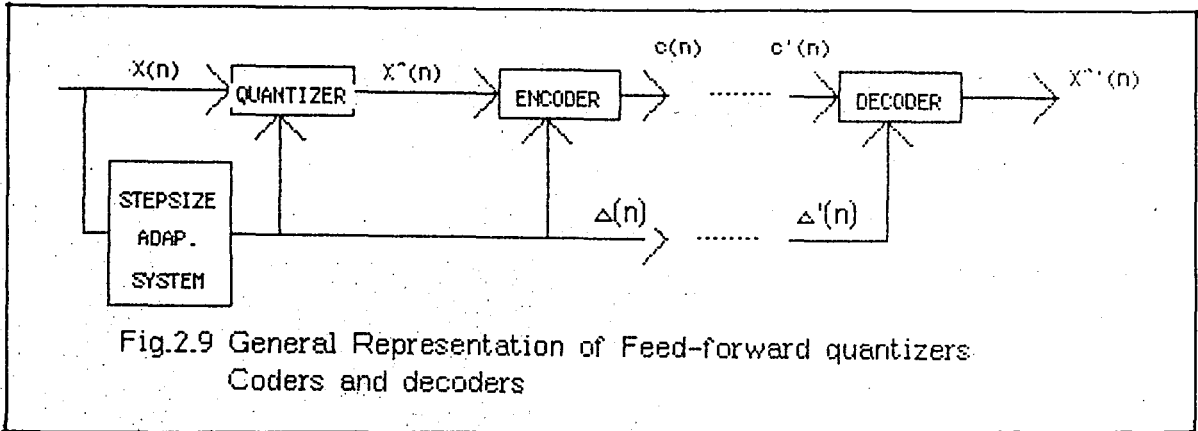 c(n) c'(n)
X(n) X^(n) X^'(n)
QUANTIZER ENCODER DECODER
STEPSIZE
ADAP.
SYSTEM
△(n) △'(n)
Fig.2.9 General Representation of Feed-forward quantizers
Coders and decoders